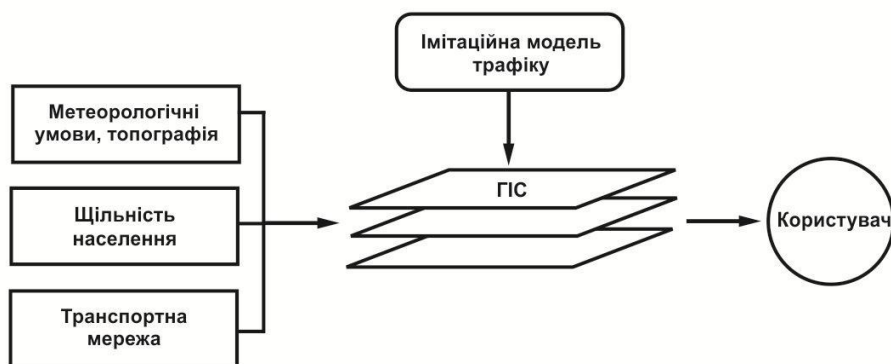 Імітаційна модель
трафіку
Метеорологічні
умови, топографія
ГІС
Щільність
населення
Користувач
Транспортна
мережа